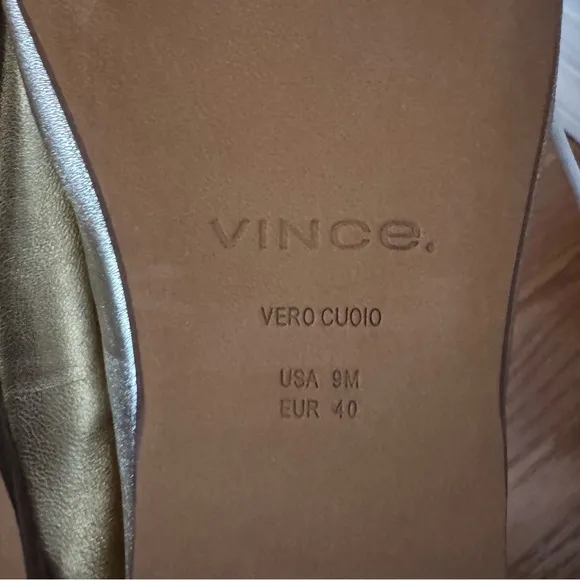 VINCE.
VERO CUOIO
USA 9M
EUR 40